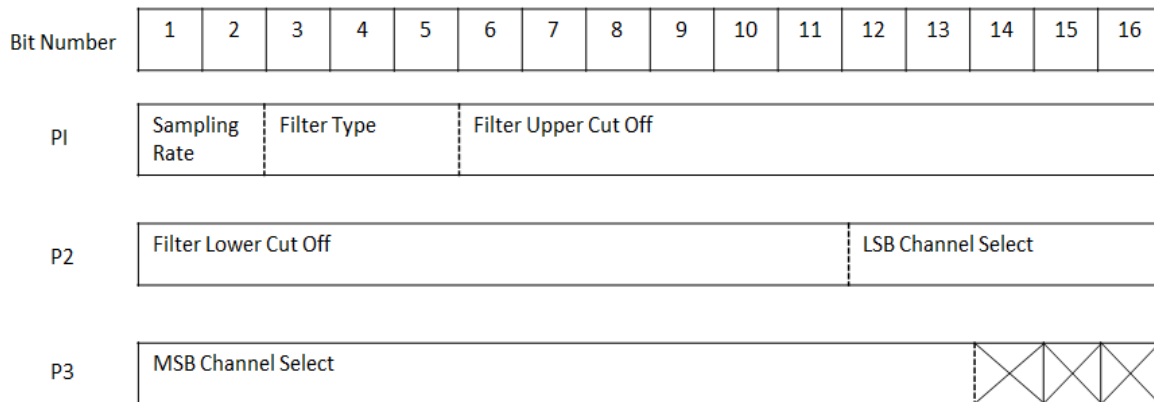 Bit Number 1 2 3 4 5 6 7 8 9 10 11 12 13 14 15 16
PI Sampling Filter Type Filter Upper Cut Off
Rate
P2 Filter Lower Cut Off LSB Channel Select
P3 MSB Channel Select